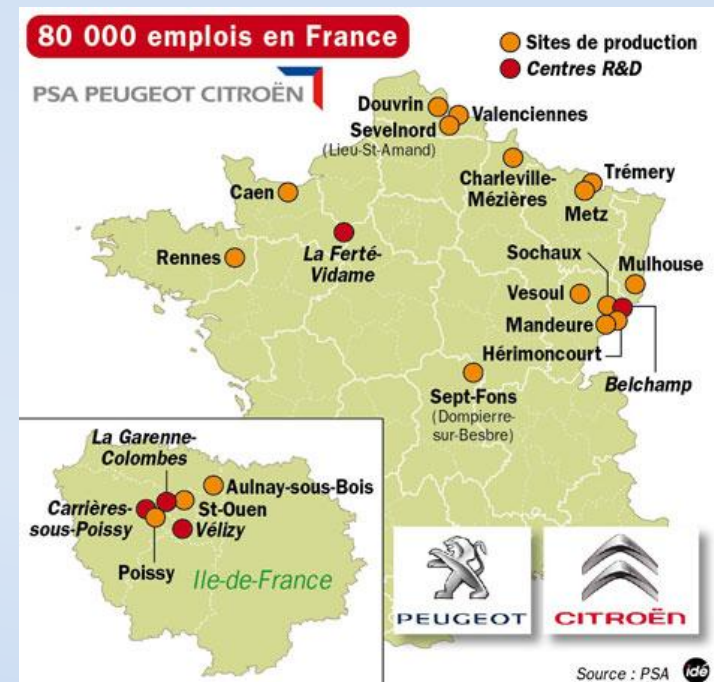 80 000 emplois en France
PSA PEUGEOT CITROËN
Sites de production
Centres R&D
Douvrin
Valenciennes
Sevelnord
(Lieu-St-Amand)
Charleville-
Mézières
Trémery
Metz
Caen
La Ferté-
Vidame
Rennes
Sochaux
Mulhouse
Vesoul
Mandeure
Hérimoncourt
Belchamp
Sept-Fons
(Dompierre-
sur-Besbre)
La Garenne-
Colombes
Aulnay-sous-Bois
Carrières-
sous-Poissy
St-Ouen
Vélizy
Poissy
Ile-de-France
PEUGEOT
CITROËN
Source : PSA
idé